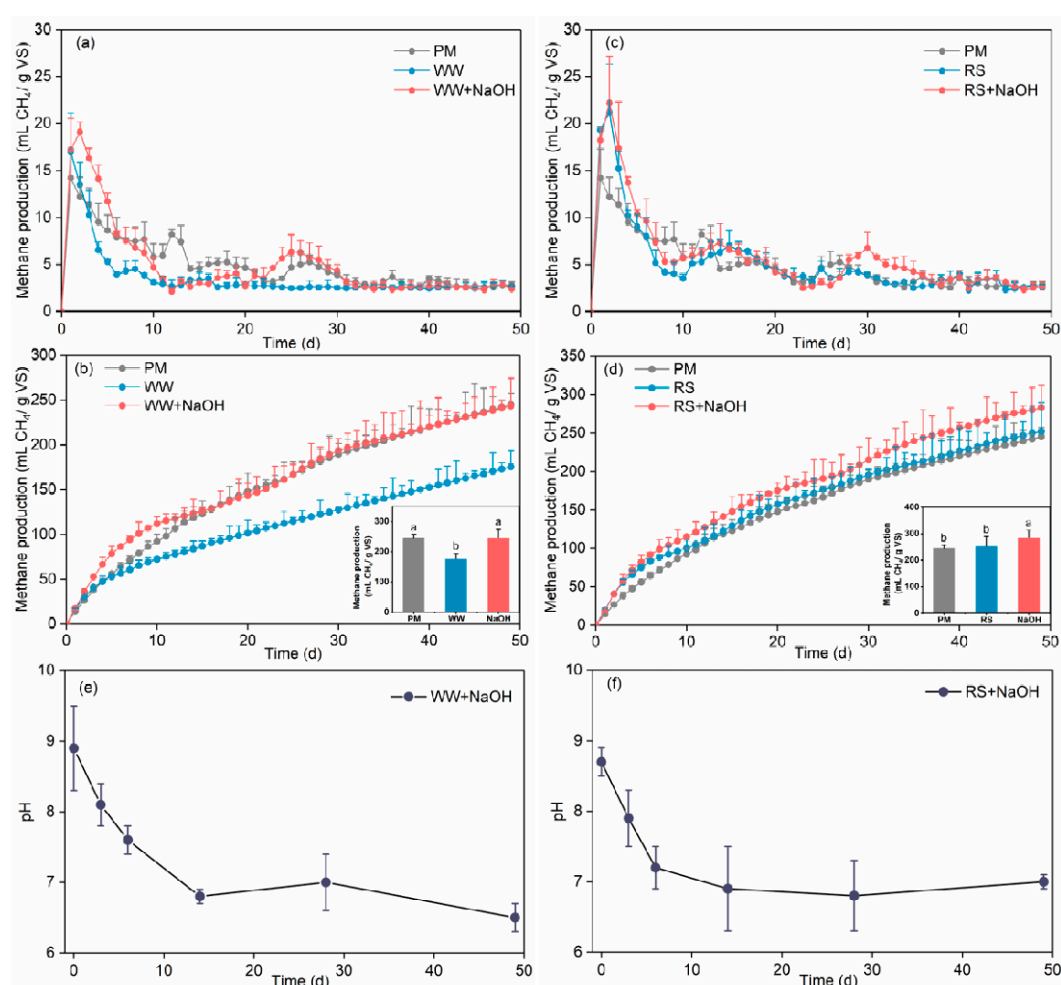 (a)
PM
WW
WW+NaOH
Methane production (mL CH₄/ g VS)
30
25
20
15
10
5
0
0 10 20 30 40 50
Time (d)
(c)
PM
RS
RS+NaOH
Methane production (mL CH₄/ g VS)
30
25
20
15
10
5
0
0 10 20 30 40 50
Time (d)
(b)
PM
WW
WW+NaOH
Methane production (mL CH₄/ g VS)
300
250
200
150
100
50
0
0 10 20 30 40 50
Time (d)
Methane production
(mL CH₄/ g VS)
300
200
100
0
a b a
PM WW NaOH
(d)
PM
RS
RS+NaOH
Methane production (mL CH₄/ g VS)
350
300
250
200
150
100
50
0
0 10 20 30 40 50
Time (d)
Methane production
(mL CH₄/ g VS)
400
300
200
100
0
b b a
PM RS NaOH
(e)
WW+NaOH
pH
10
9
8
7
6
0 10 20 30 40 50
Time (d)
(f)
RS+NaOH
pH
10
9
8
7
6
0 10 20 30 40 50
Time (d)